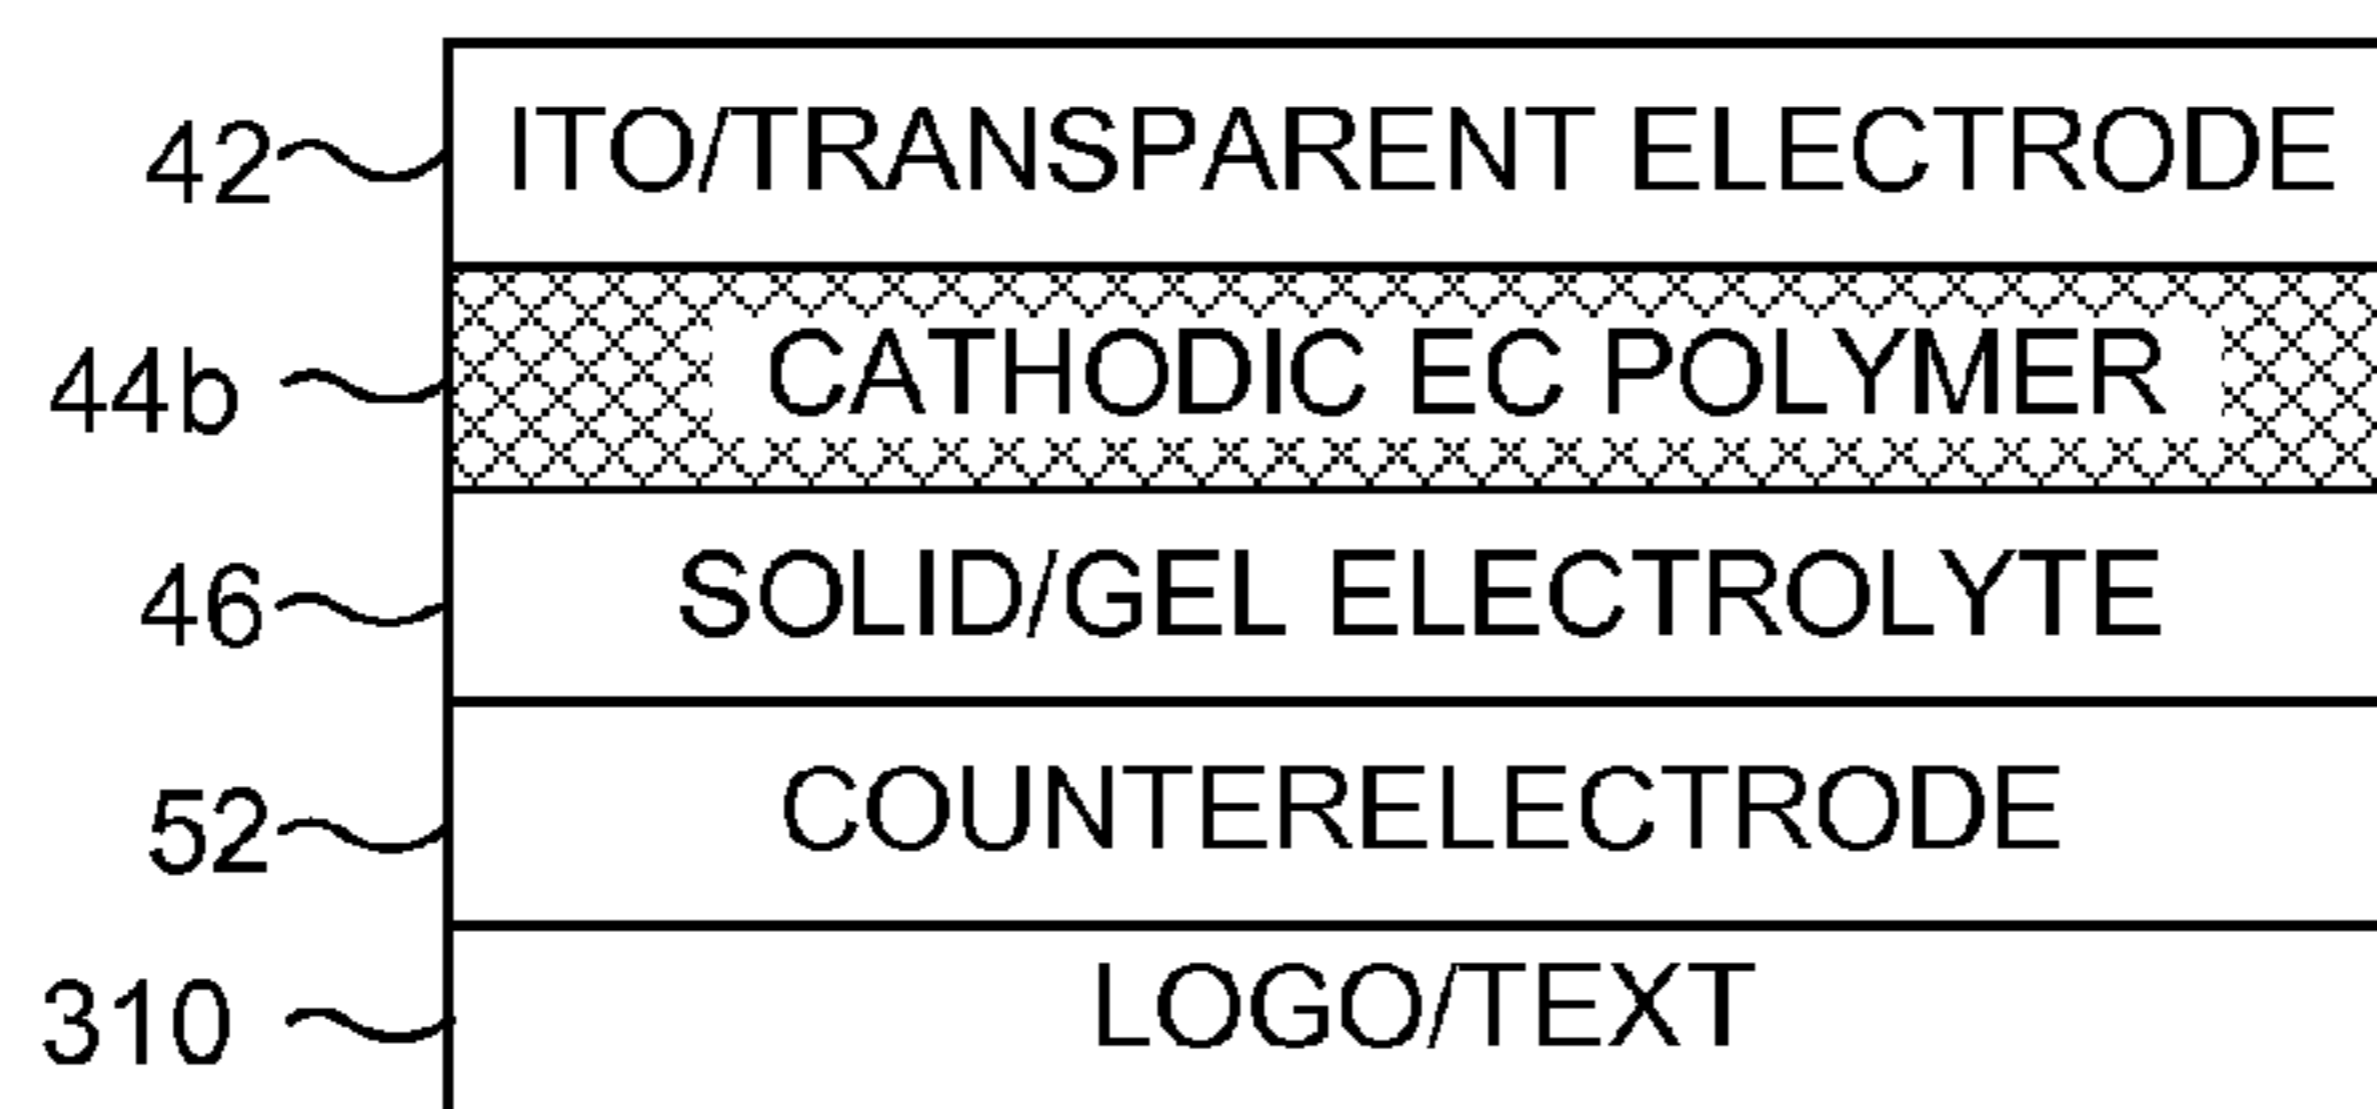 42 ITO/TRANSPARENT ELECTRODE
44b CATHODIC EC POLYMER
46 SOLID/GEL ELECTROLYTE
52 COUNTERELECTRODE
310 LOGO/TEXT